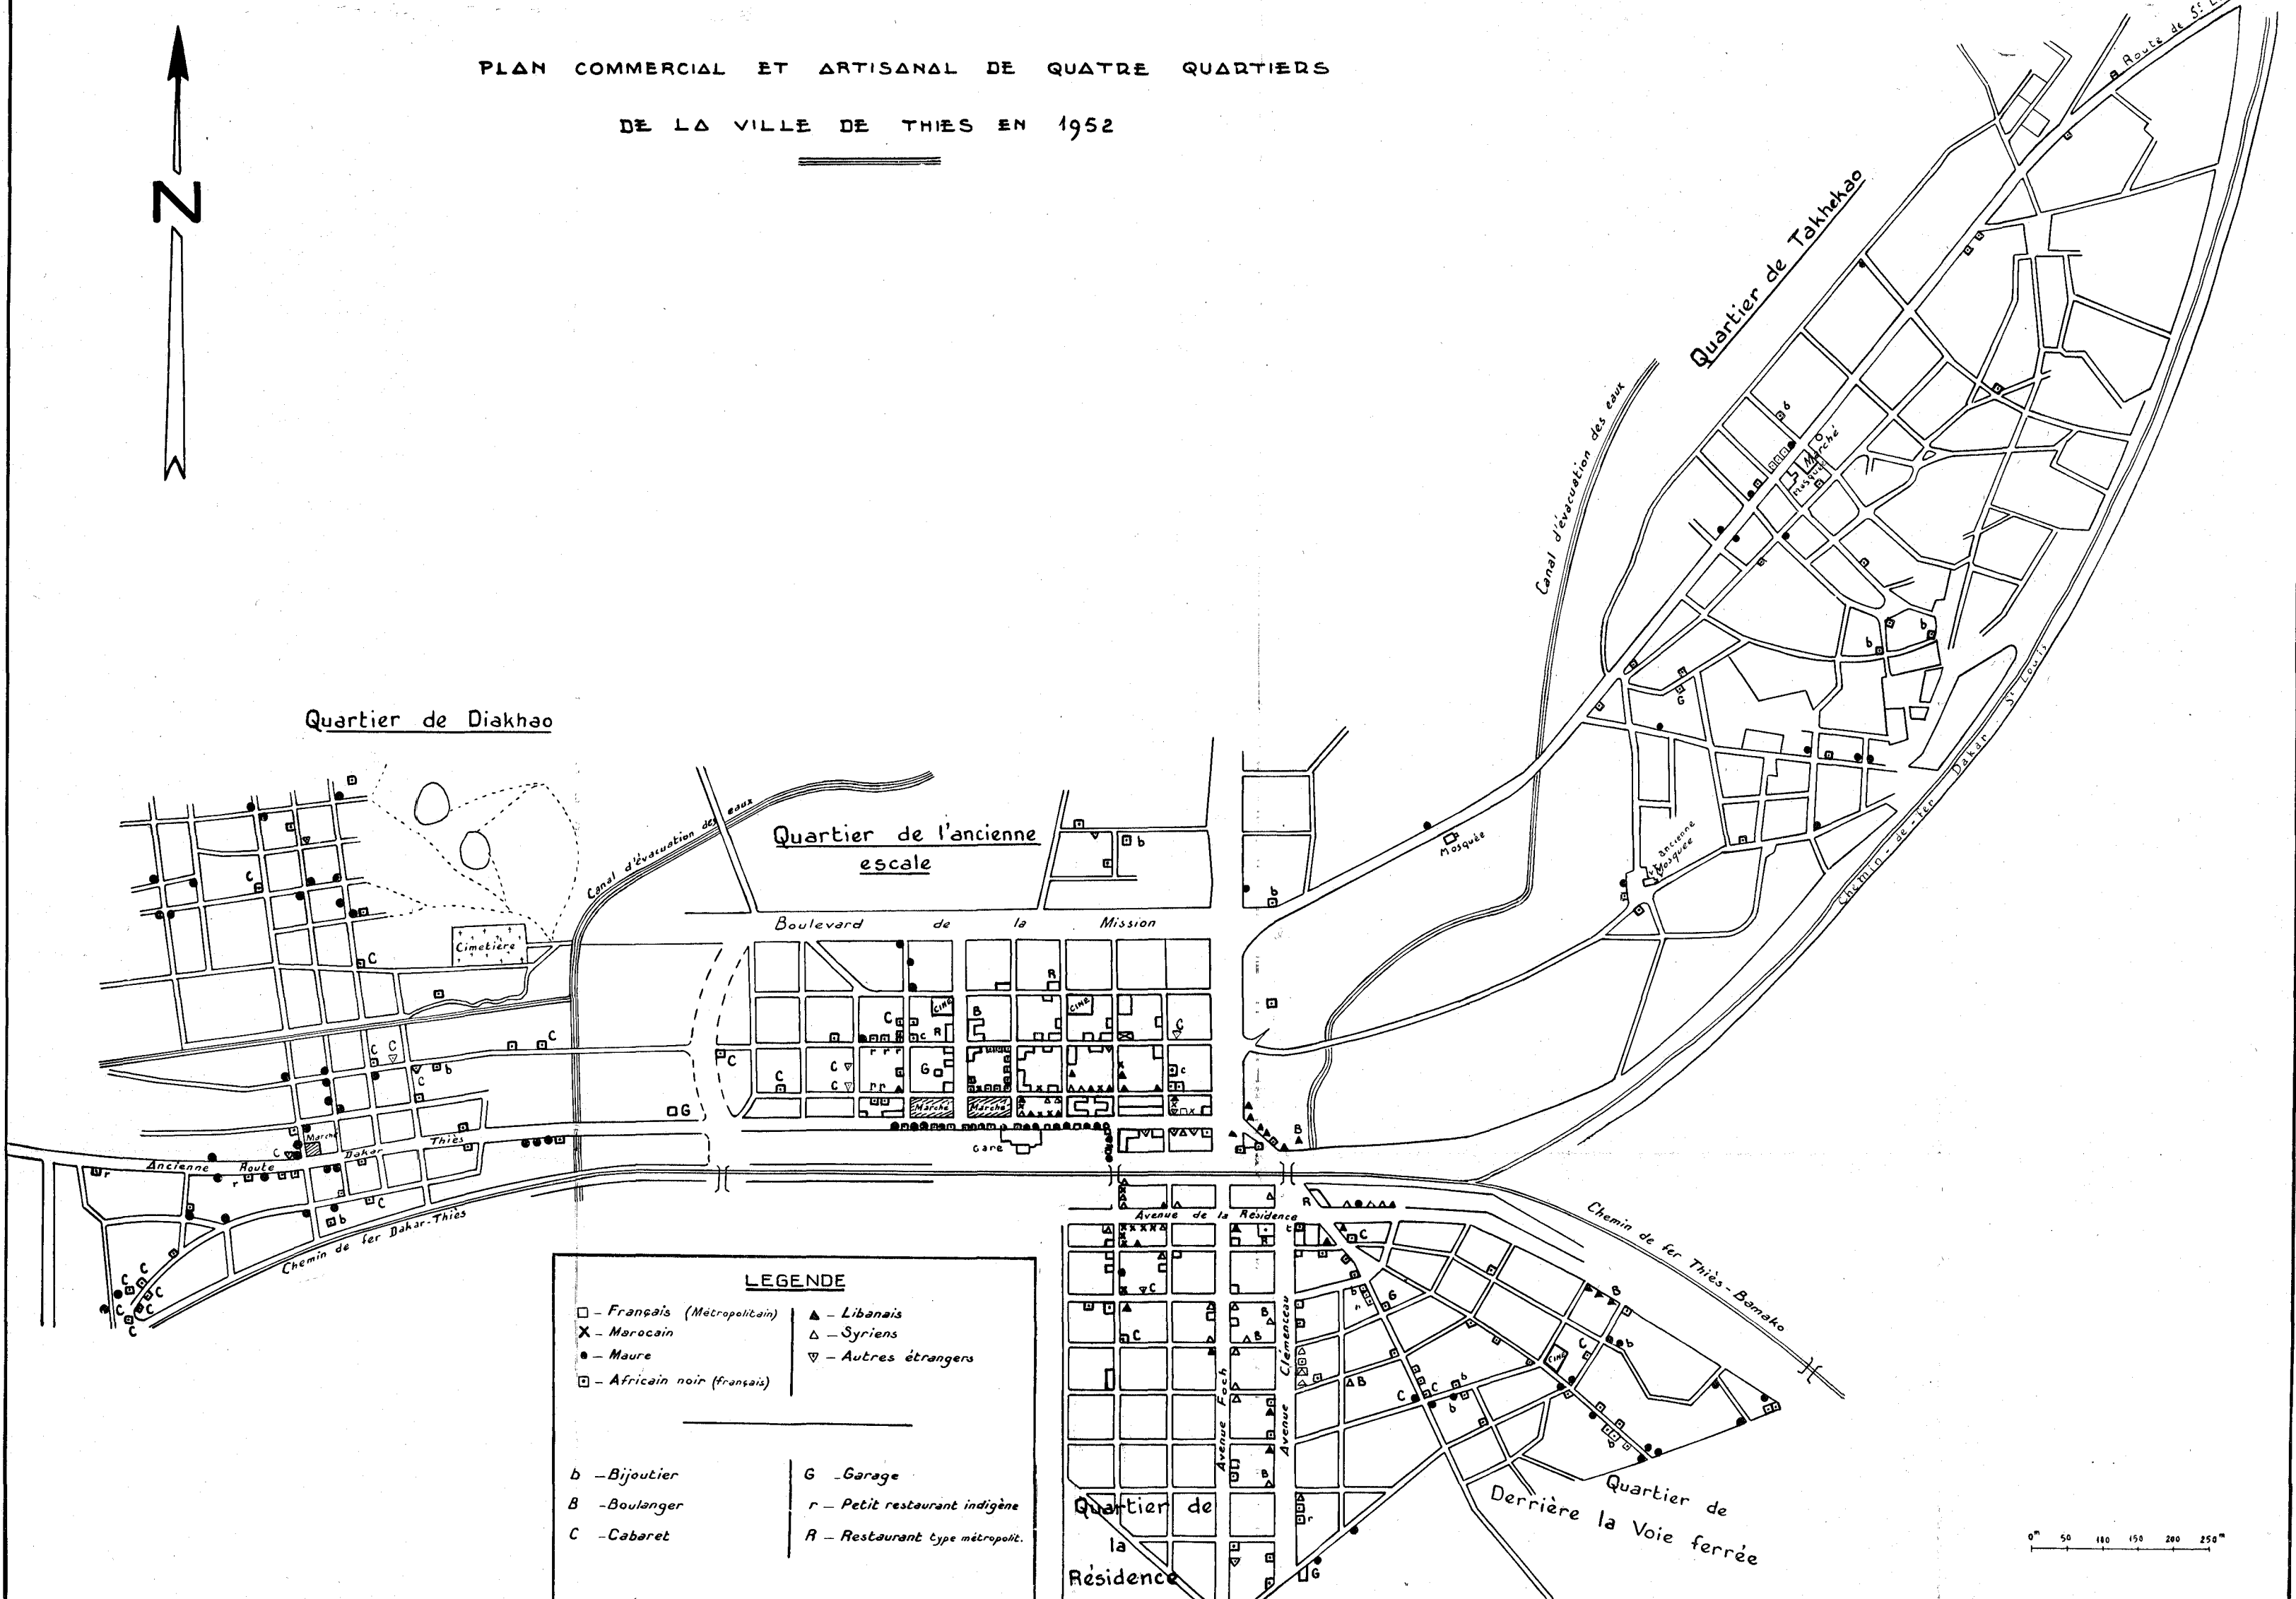 PLAN COMMERCIAL ET ARTISANAL DE QUATRE QUARTIERS
DE LA VILLE DE THIES EN 1952
N
Route de St
Quartier de Takhekao
Canal d'évacuation des eaux
b
Marché
Mosquée
b
b
G
Chemin-de-fer Dakar St Louis
Ancienne
Mosquée
Mosquée
Quartier de Diakhao
C
Cimetière
C
Canal d'évacuation des eaux
Quartier de l'ancienne
escale
b
b
Boulevard de la Mission
R
C
CINE
R
C
B
CINE
C
C
r r r
C
C
C
r r
G
C
Marché
Marché
G
Gare
B
C
C
C
b
C
Marché
C
Ancienne Route Dakar Thiès
r
r
b
C
C
C
C
C
C
Chemin de fer Dakar-Thiès
Avenue de la Résidence
R
R
C
C
C
B
B
B
B
b
r
G
Avenue Foch
Avenue Clémenceau
C
C
b
b
CINE
C
B
b
b
r
G
Chemin de fer Thiès-Bamako
Quartier de
la
Résidence
Quartier de
Derrière la Voie ferrée
LEGENDE
□ – Français (Métropolitain)
X – Marocain
● – Maure
⊡ – Africain noir (français)
▲ – Libanais
△ – Syriens
▽ – Autres étrangers
b – Bijoutier
B – Boulanger
C – Cabaret
G – Garage
r – Petit restaurant indigène
R – Restaurant type métropolit.
0m 50 100 150 200 250m